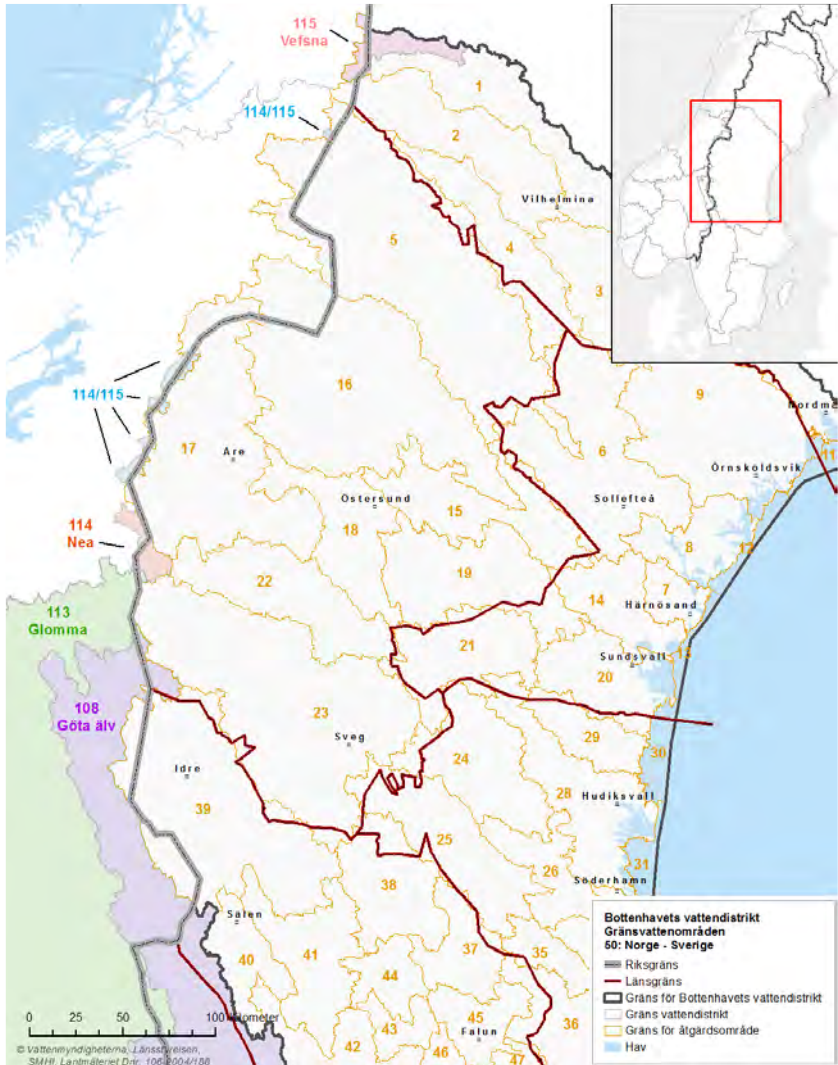 115
Vefsna
1
114/115
2
Vilhelmina
5
4
3
16
114/115
9
Nordma
17
Åre
6
11
Örnsköldsvik
Östersund
15
Sollefteå
114
Nea
18
8
12
22
19
7
14
Härnösand
113
Glomma
21
Sundsvall
13
20
108
Göta älv
23
Sveg
29
30
24
Idre
28
Hudiksvall
39
25
31
26
Söderhamn
38
Sälen
37
35
40
41
44
45
36
43
Falun
42
46
47
0 25 50 100 Kilometer
© Vattenmyndigheterna, Länsstyrelsen,
SMHI, Lantmäteriet Dnr: 106-2004/188
Bottenhavets vattendistrikt
Gränsvattenområden
50: Norge - Sverige
Riksgräns
Länsgräns
Gräns för Bottenhavets vattendistrikt
Gräns vattendistrikt
Gräns för åtgärdsområde
Hav